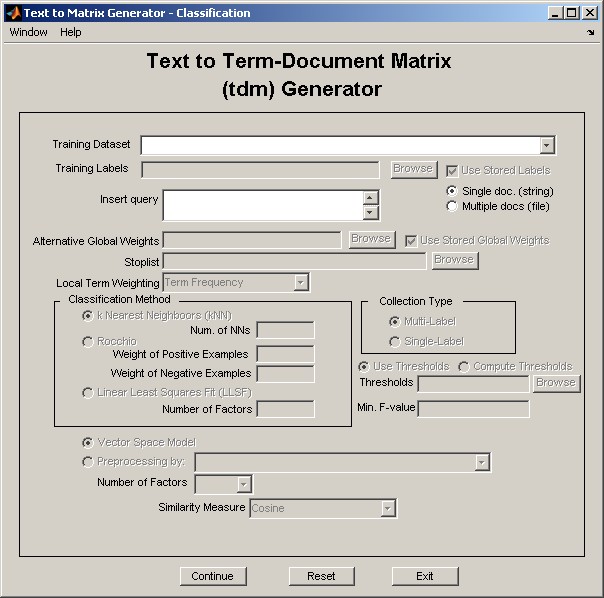 Text to Matrix Generator - Classification
Window Help
Text to Term-Document Matrix
(tdm) Generator
Training Dataset
Training Labels Browse Use Stored Labels
Insert query Single doc. (string)
Multiple docs (file)
Alternative Global Weights Browse Use Stored Global Weights
Stoplist Browse
Local Term Weighting Term Frequency
Classification Method
k Nearest Neighboors (kNN)
Num. of NNs
Rocchio
Weight of Positive Examples
Weight of Negative Examples
Linear Least Squares Fit (LLSF)
Number of Factors
Collection Type
Multi-Label
Single-Label
Use Thresholds Compute Thresholds
Thresholds Browse
Min. F-value
Vector Space Model
Preprocessing by:
Number of Factors
Similarity Measure Cosine
Continue Reset Exit